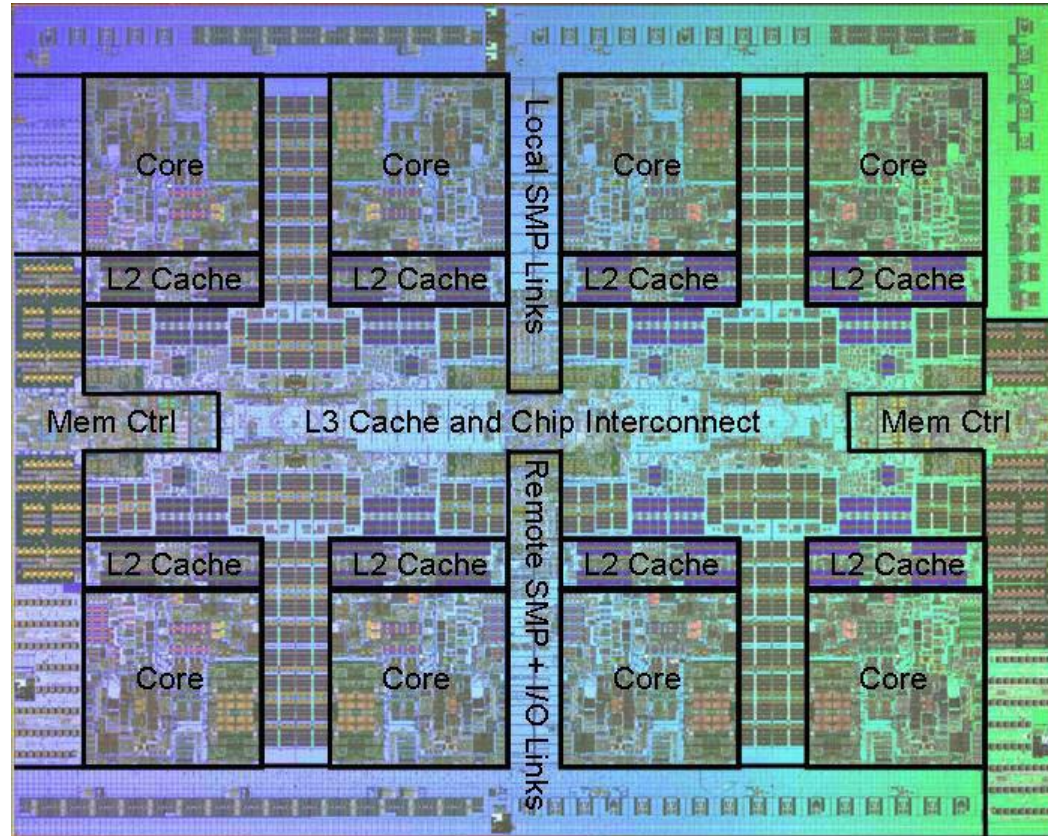 Core
Core
Core
Core
Local SMP Links
L2 Cache
L2 Cache
L2 Cache
L2 Cache
Mem Ctrl
L3 Cache and Chip Interconnect
Mem Ctrl
Remote SMP + I/O Links
L2 Cache
L2 Cache
L2 Cache
L2 Cache
Core
Core
Core
Core